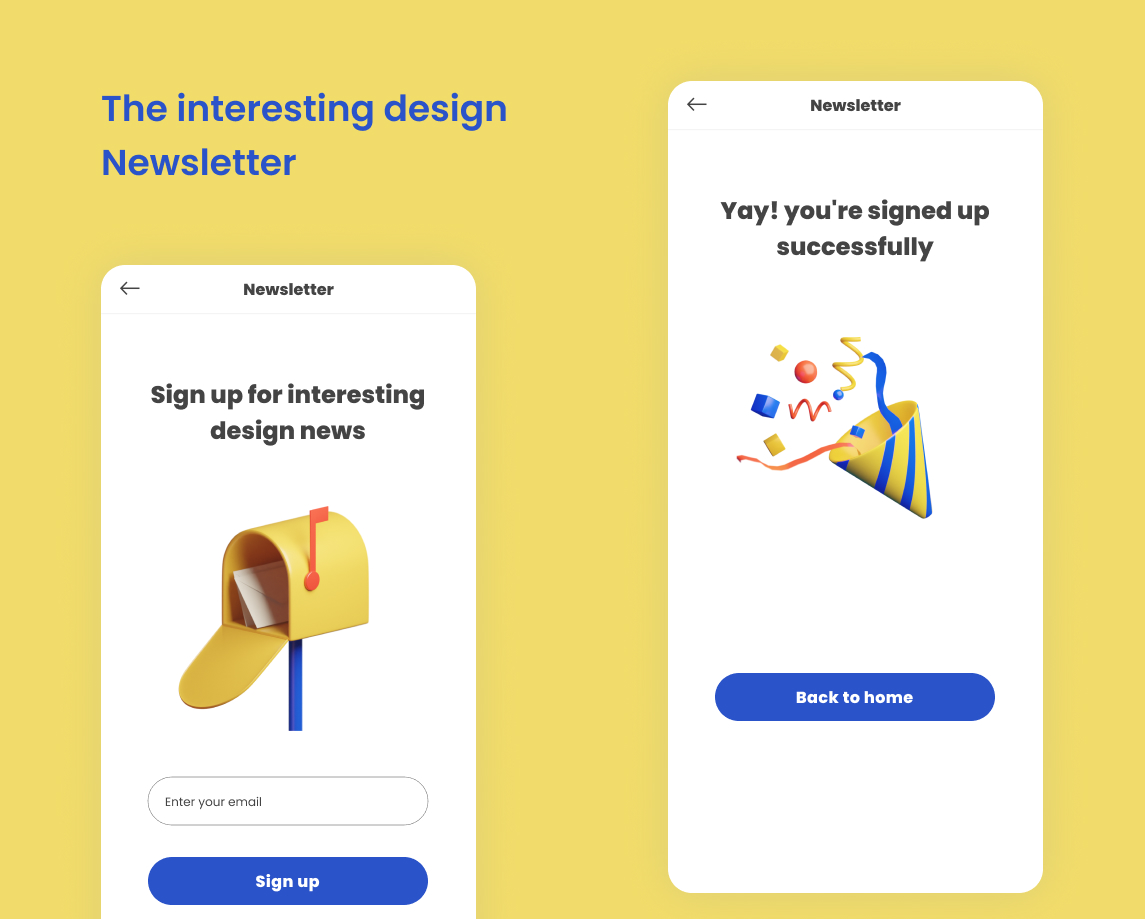 The interesting design
Newsletter
Newsletter
Sign up for interesting
design news
Enter your email
Sign up
Newsletter
Yay! you're signed up
successfully
Back to home